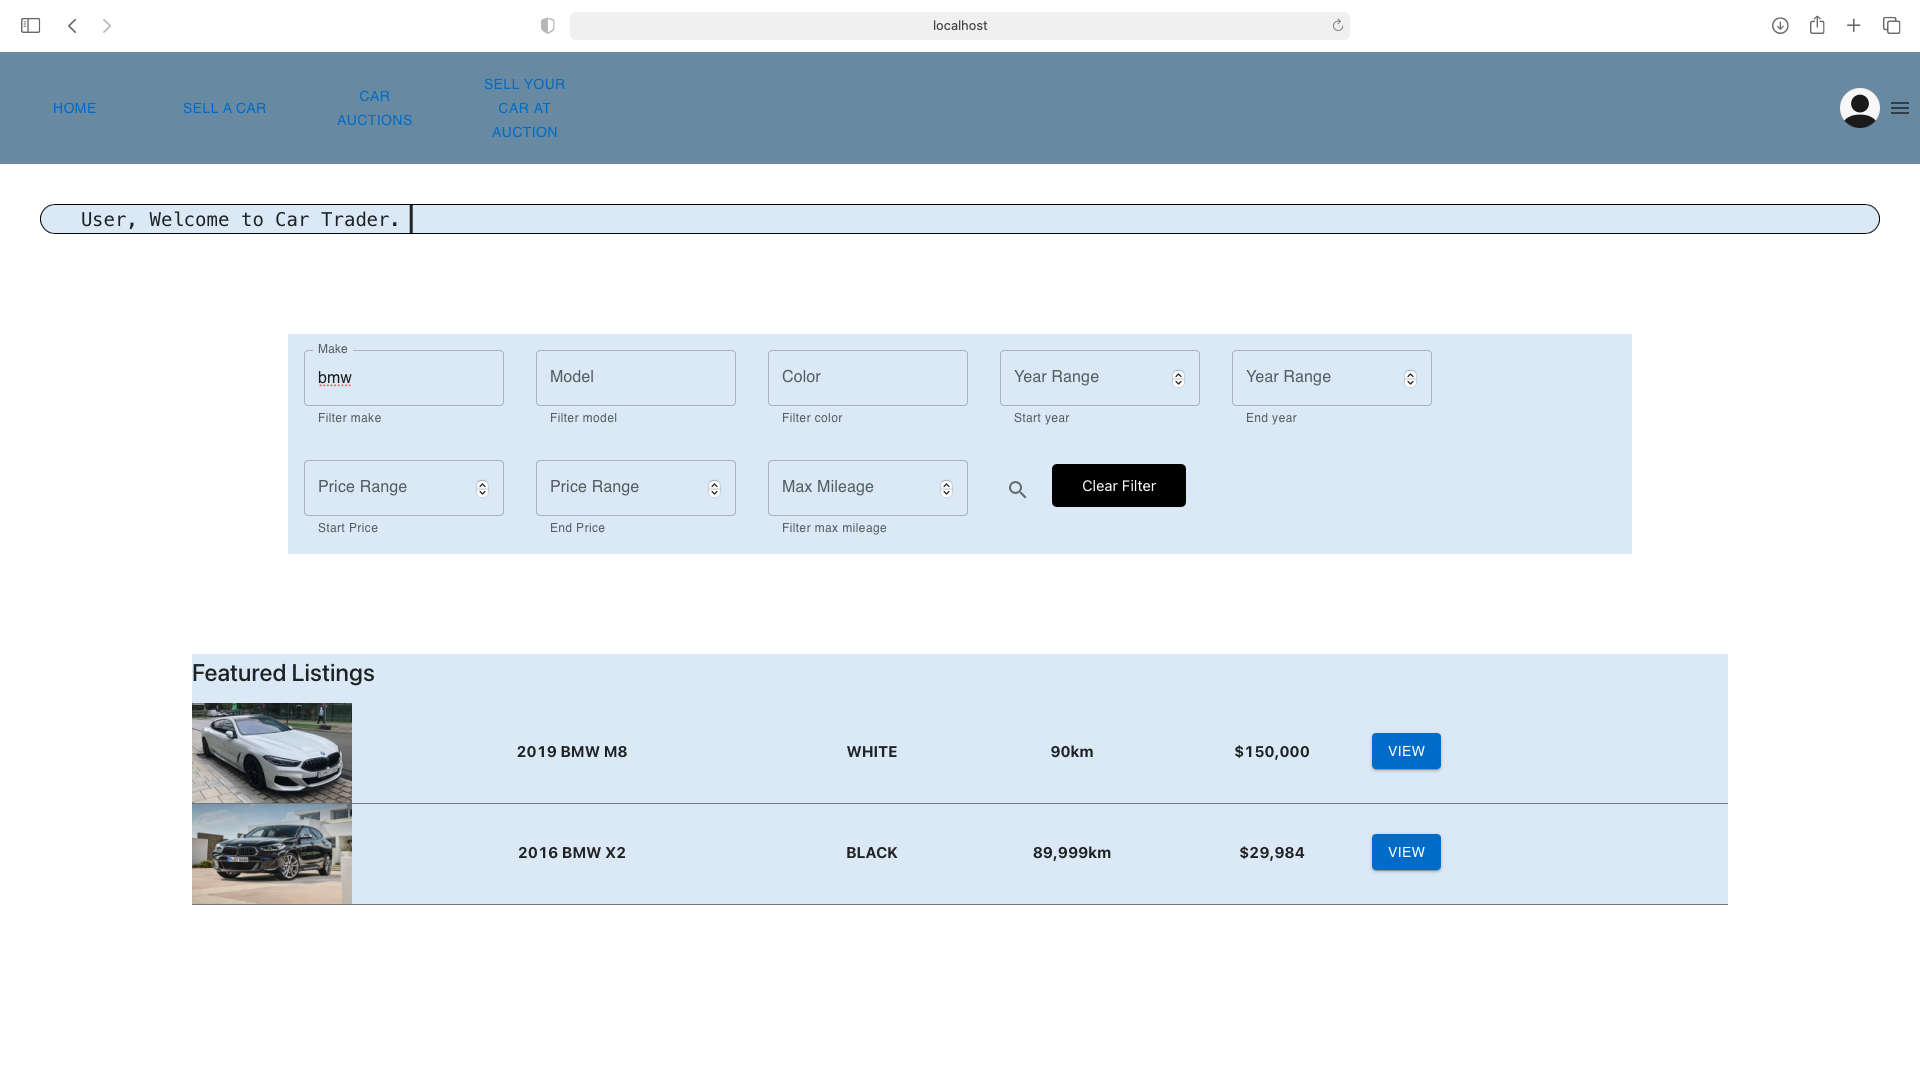 localhost
HOME
SELL A CAR
CAR
AUCTIONS
SELL YOUR
CAR AT
AUCTION
User, Welcome to Car Trader.
Make
bmw
Filter make
Model
Filter model
Color
Filter color
Year Range
Start year
Year Range
End year
Price Range
Start Price
Price Range
End Price
Max Mileage
Filter max mileage
Clear Filter
Featured Listings
2019 BMW M8 WHITE 90km $150,000 VIEW
2016 BMW X2 BLACK 89,999km $29,984 VIEW